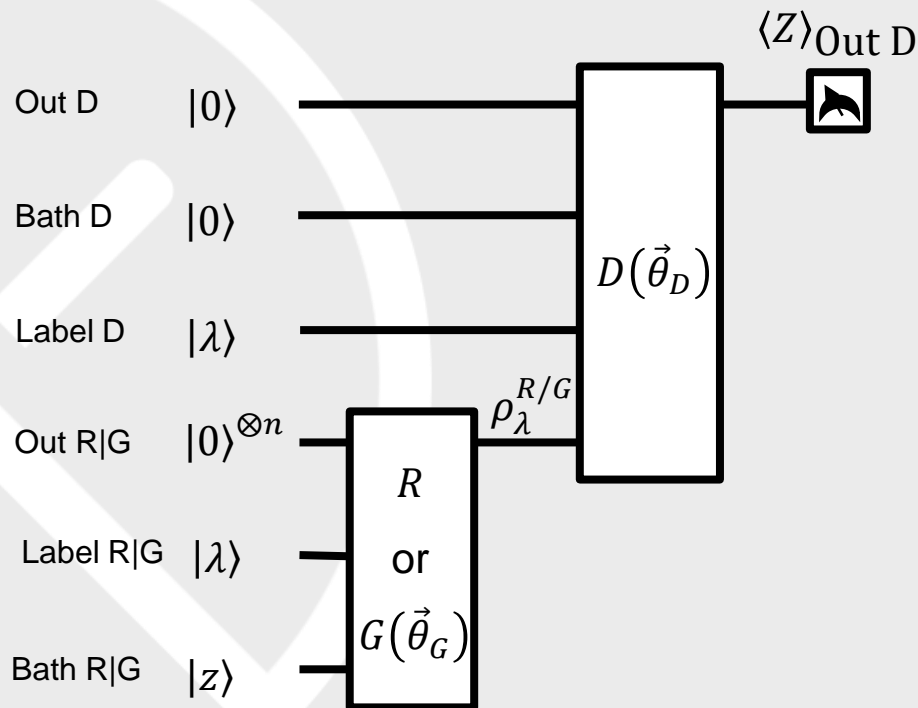 ⟨Z⟩Out D
Out D |0⟩
Bath D |0⟩
D(θ⃗_D)
Label D |λ⟩
ρ_λ^{R/G}
Out R|G |0⟩^{⊗n}
R
or
G(θ⃗_G)
Label R|G |λ⟩
Bath R|G |z⟩